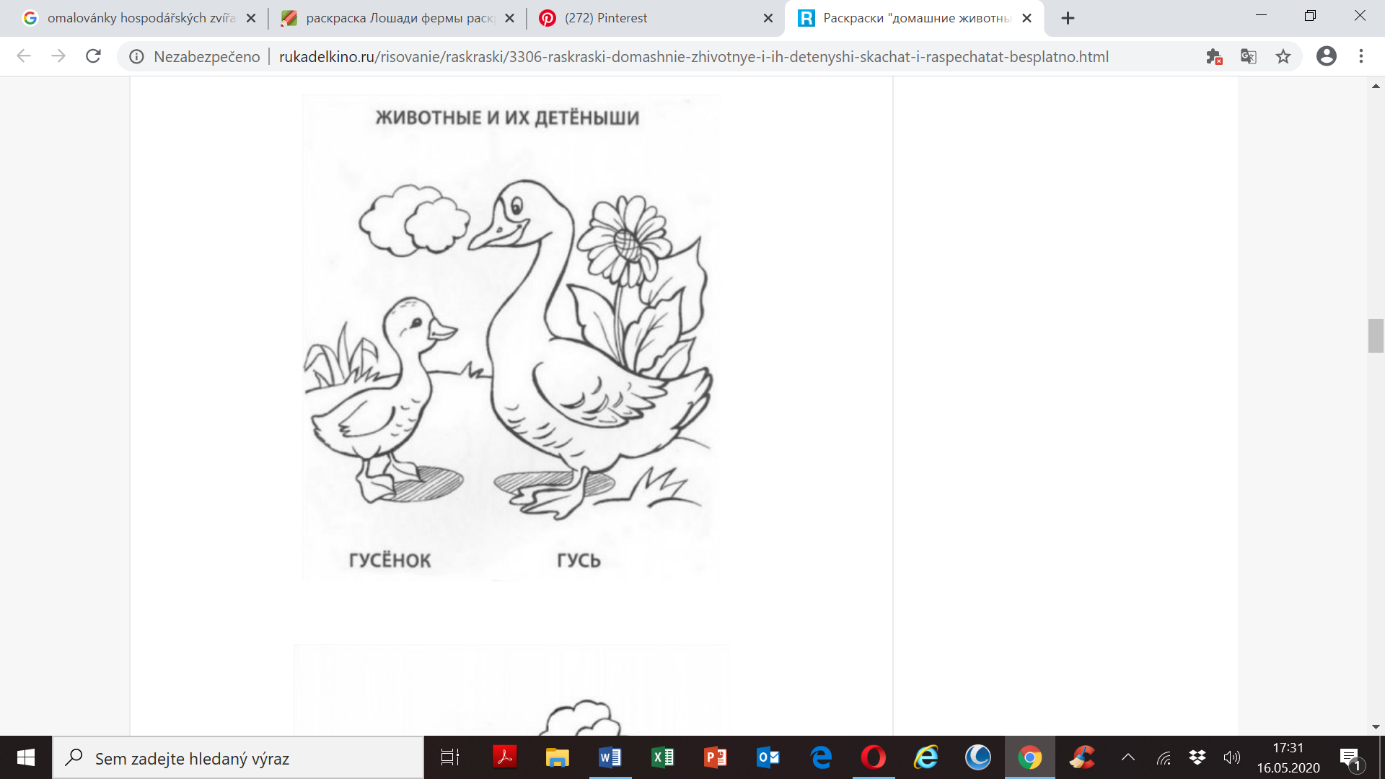 omalovánky hospodářských zvířa
раскраска Лошади фермы раскр
(272) Pinterest
Раскраски "домашние животны
Nezabezpečeno
rukadelkino.ru/risovanie/raskraski/3306-raskraski-domashnie-zhivotnye-i-ih-detenyshi-skachat-i-raspechatat-besplatno.html
ЖИВОТНЫЕ И ИХ ДЕТЁНЫШИ
ГУСЁНОК ГУСЬ
Sem zadejte hledaný výraz
17:31
16.05.2020
1